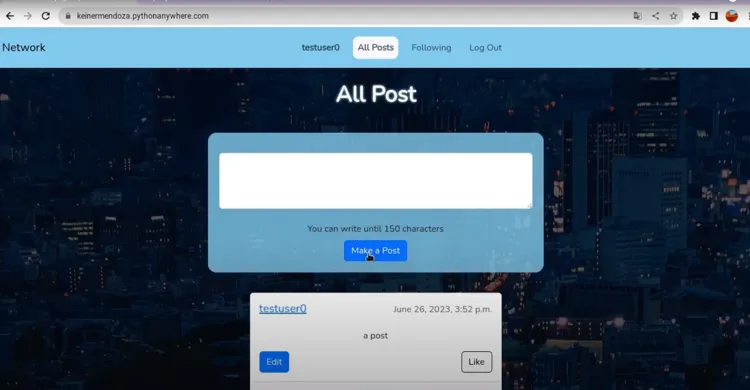 keinermendoza.pythonanywhere.com
Network testuser0 All Posts Following Log Out
All Post
You can write until 150 characters
Make a Post
testuser0 June 26, 2023, 3:52 p.m.
a post
Edit Like